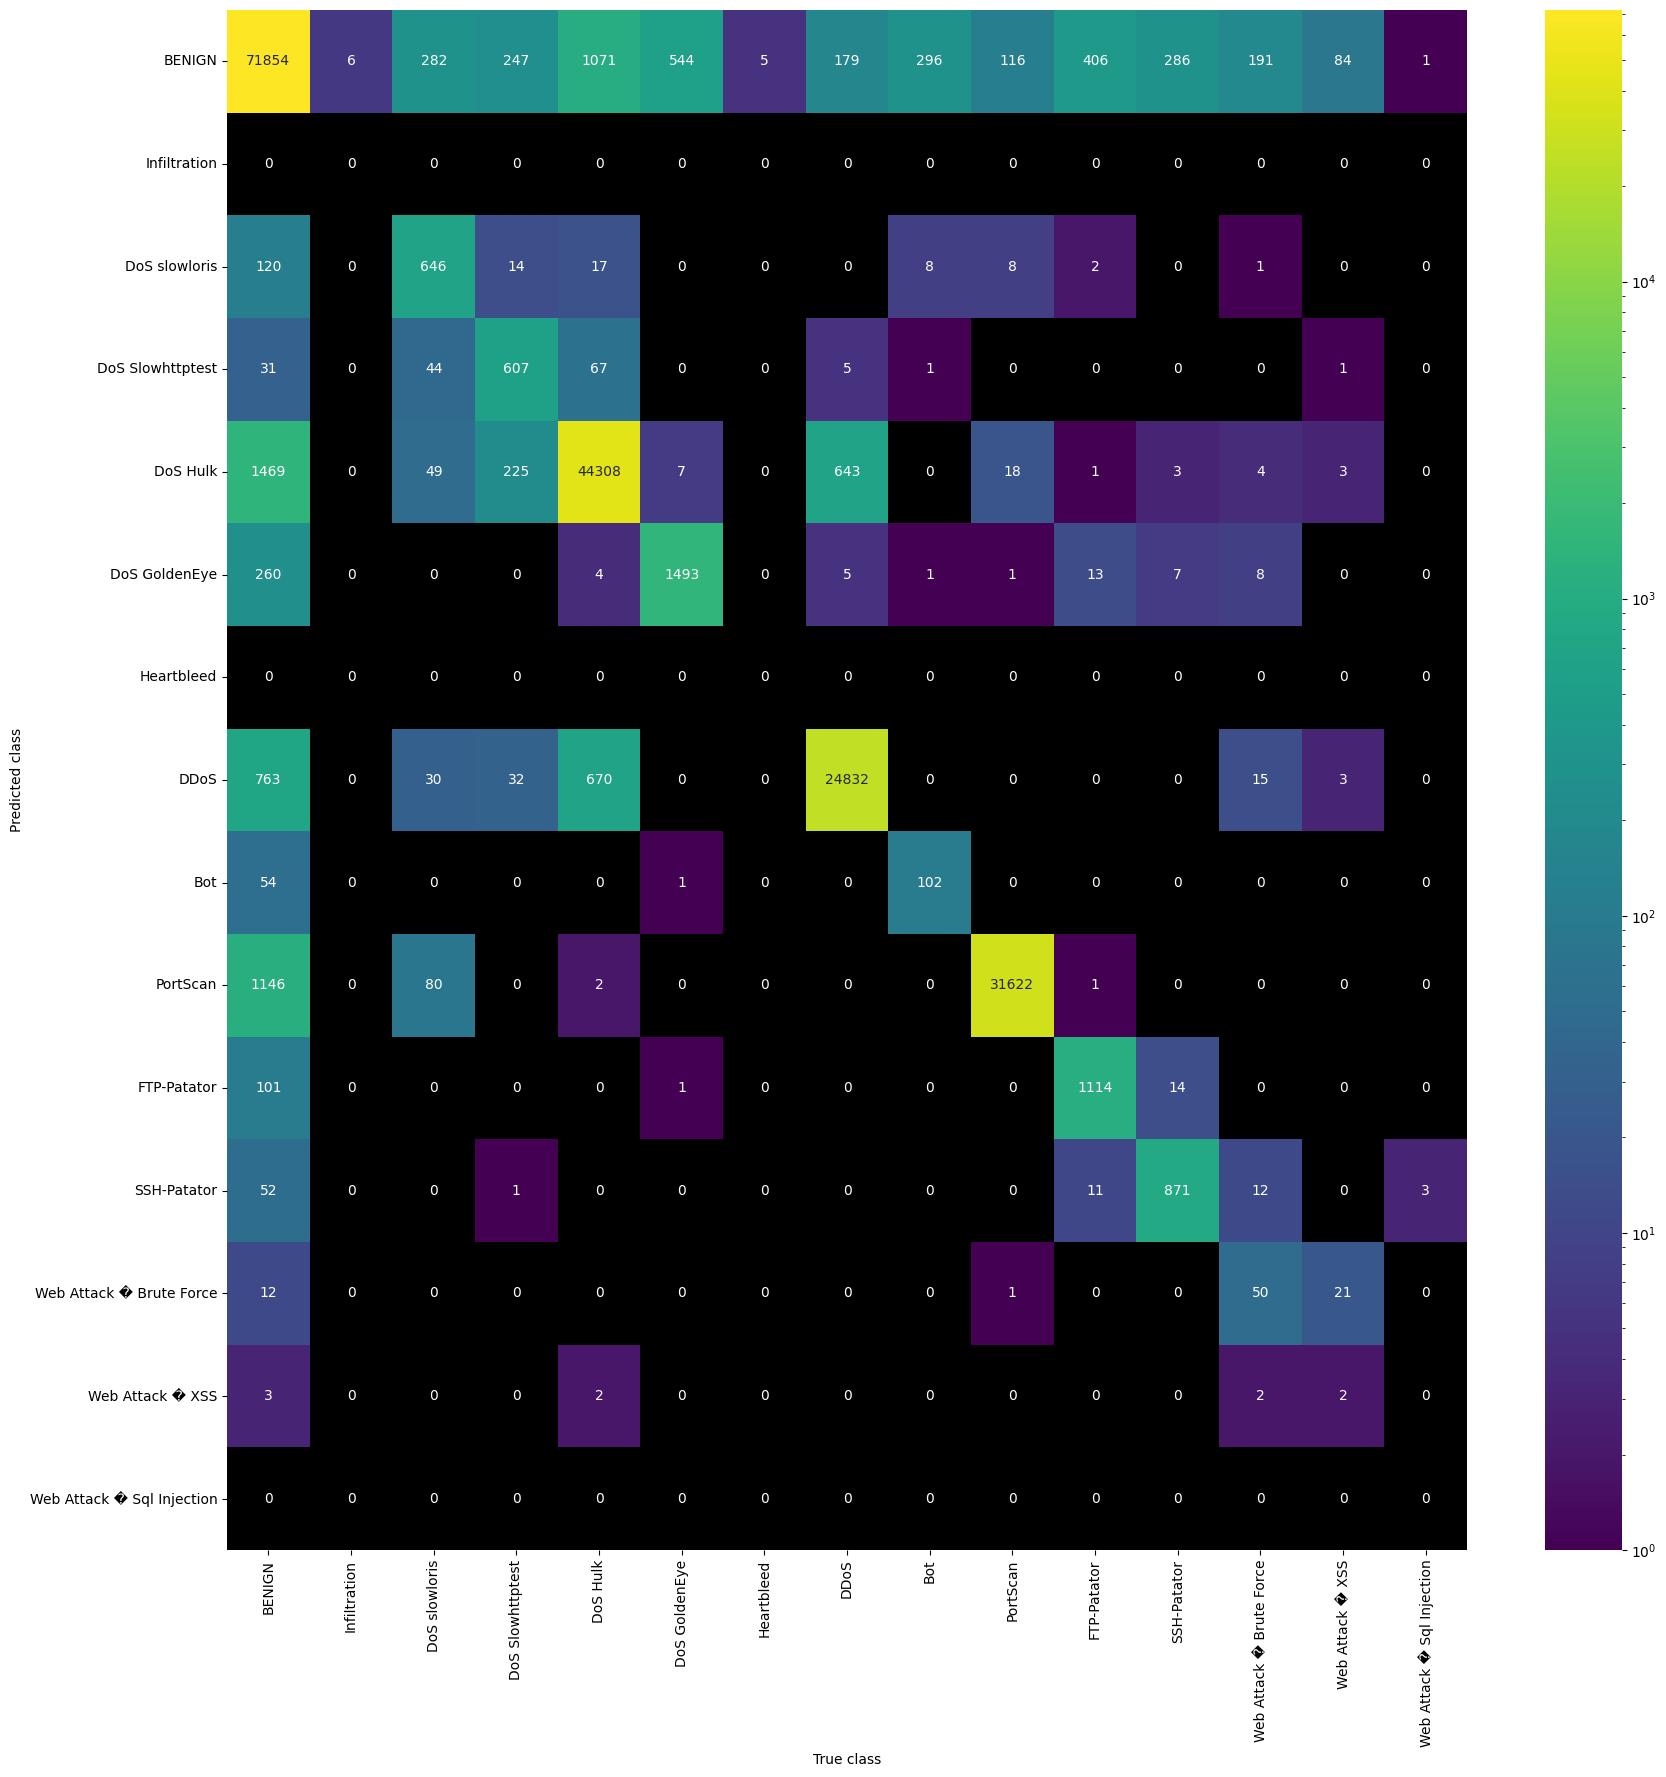 BENIGN 71854 6 282 247 1071 544 5 179 296 116 406 286 191 84 1
Infiltration 0 0 0 0 0 0 0 0 0 0 0 0 0 0 0
DoS slowloris 120 0 646 14 17 0 0 0 8 8 2 0 1 0 0
DoS Slowhttptest 31 0 44 607 67 0 0 5 1 0 0 0 0 1 0
DoS Hulk 1469 0 49 225 44308 7 0 643 0 18 1 3 4 3 0
DoS GoldenEye 260 0 0 0 4 1493 0 5 1 1 13 7 8 0 0
Heartbleed 0 0 0 0 0 0 0 0 0 0 0 0 0 0 0
DDoS 763 0 30 32 670 0 0 24832 0 0 0 0 15 3 0
Bot 54 0 0 0 0 1 0 0 102 0 0 0 0 0 0
PortScan 1146 0 80 0 2 0 0 0 0 31622 1 0 0 0 0
FTP-Patator 101 0 0 0 0 1 0 0 0 0 1114 14 0 0 0
SSH-Patator 52 0 0 1 0 0 0 0 0 0 11 871 12 0 3
Web Attack � Brute Force 12 0 0 0 0 0 0 0 0 1 0 0 50 21 0
Web Attack � XSS 3 0 0 0 2 0 0 0 0 0 0 0 2 2 0
Web Attack � Sql Injection 0 0 0 0 0 0 0 0 0 0 0 0 0 0 0
Predicted class
BENIGN
Infiltration
DoS slowloris
DoS Slowhttptest
DoS Hulk
DoS GoldenEye
Heartbleed
DDoS
Bot
PortScan
FTP-Patator
SSH-Patator
Web Attack � Brute Force
Web Attack � XSS
Web Attack � Sql Injection
True class
10⁴
10³
10²
10¹
10⁰